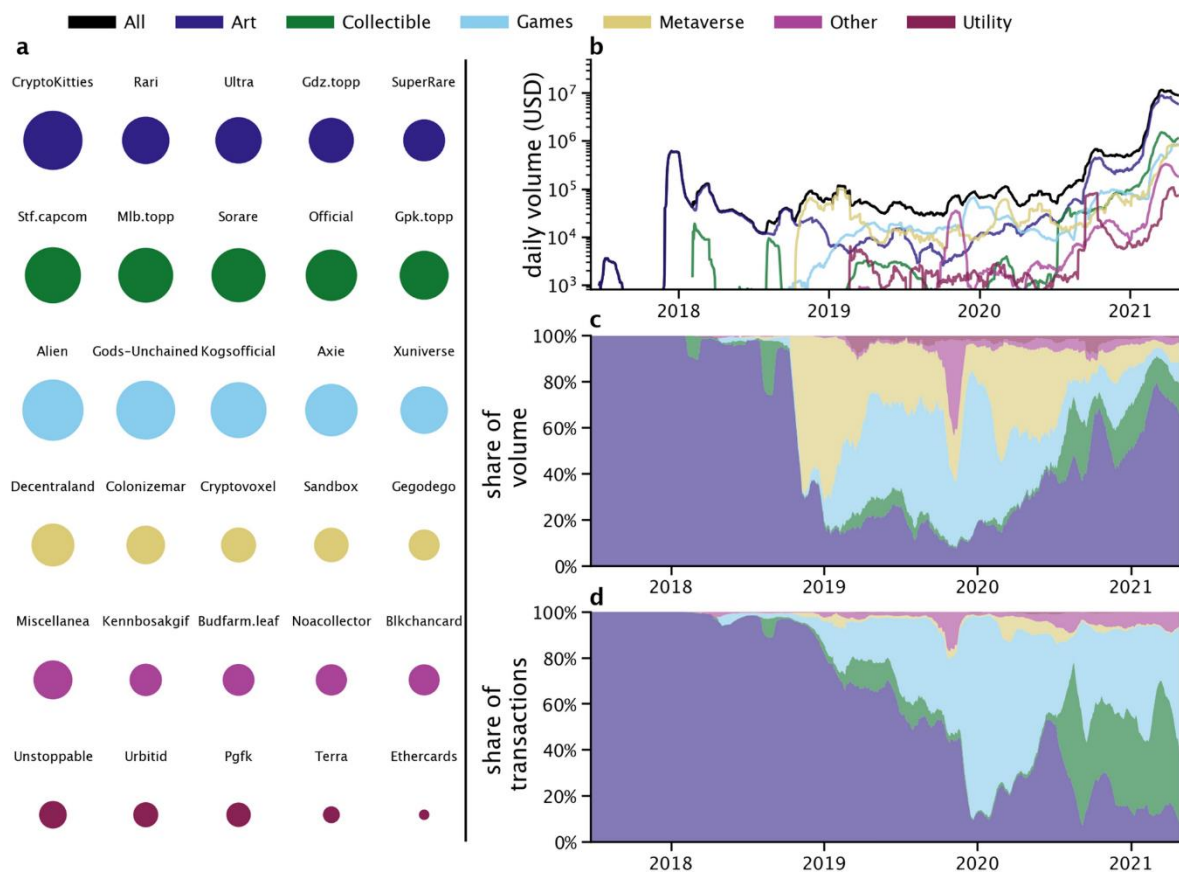 All Art Collectible Games Metaverse Other Utility
a
CryptoKitties Rari Ultra Gdz.topp SuperRare
Stf.capcom Mlb.topp Sorare Official Gpk.topp
Alien Gods-Unchained Kogsofficial Axie Xuniverse
Decentraland Colonizemar Cryptovoxel Sandbox Gegodego
Miscellanea Kennbosakgif Budfarm.leaf Noacollector Blkchancard
Unstoppable Urbitid Pgfk Terra Ethercards
b
daily volume (USD)
10⁷
10⁶
10⁵
10⁴
10³
2018 2019 2020 2021
c
share of
volume
100%
80%
60%
40%
20%
0%
2018 2019 2020 2021
d
share of
transactions
100%
80%
60%
40%
20%
0%
2018 2019 2020 2021